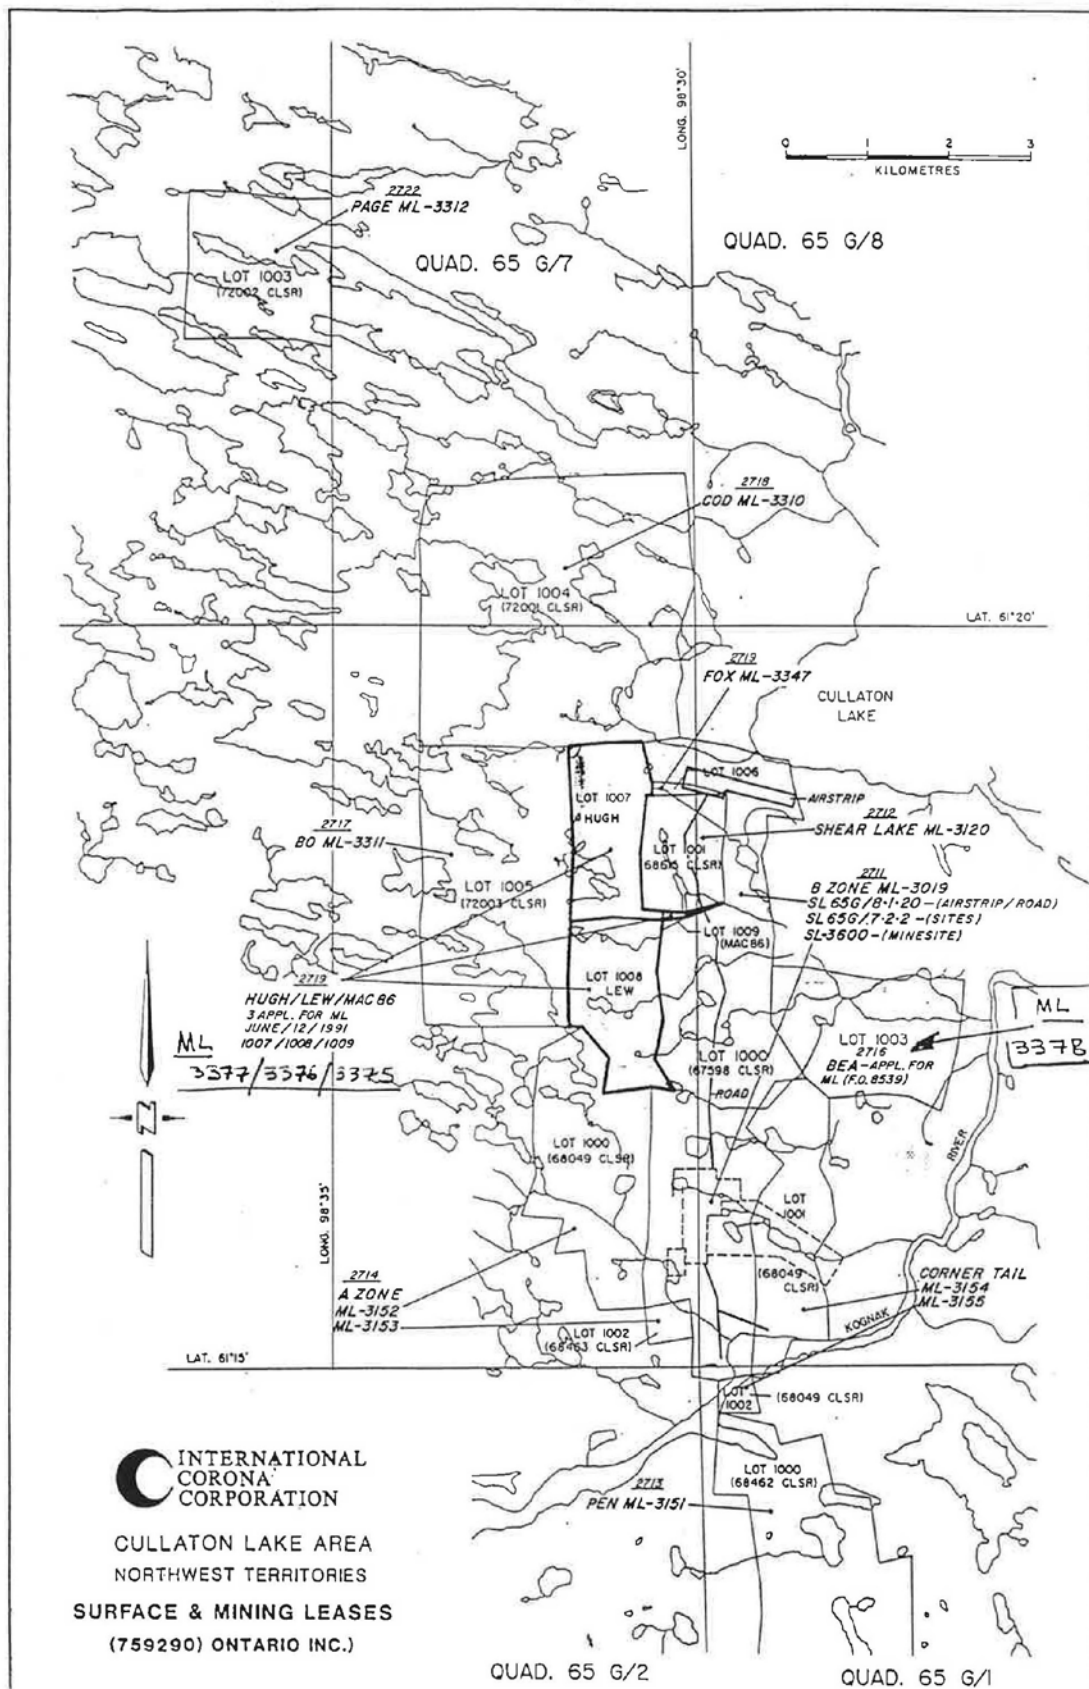 LONG. 98°30'
0 1 2 3
KILOMETRES
2722
PAGE ML-3312
QUAD. 65 G/7
QUAD. 65 G/8
LOT 1003
(72002 CLSR)
2718
COD ML-3310
LOT 1004
(72001 CLSR)
LAT. 61°20'
2719
FOX ML-3347
CULLATON
LAKE
LOT 1006
AIRSTRIP
LOT 1007
HUGH
2712
SHEAR LAKE ML-3120
2717
BO ML-3311
LOT 1001
CLSR)
2711
B ZONE ML-3019
SL 65G/8-1-20-(AIRSTRIP/ROAD)
SL 65G/7-2-2-(SITES)
SL-3600-(MINESITE)
LOT 1005
(72003 CLSR)
LOT 1009
(MAC86)
2719
HUGH/LEW/MAC 86
3 APPL. FOR ML
JUNE/12/1991
1007/1008/1009
LOT 1008
LEW
ML
3377/3376/3375
LOT 1000
(67598 CLSR)
ROAD
LOT 1003
2716
BEA-APPL. FOR
ML (F.O. 8539)
ML
3378
N
LOT 1000
(68049 CLSR)
RIVER
LOT
1001
LONG. 98°35'
2714
A ZONE
ML-3152
ML-3153
(68049
CLSR)
CORNER TAIL
ML-3154
ML-3155
KOGNAK
LOT 1002
(68463 CLSR)
LAT. 61°15'
LOT
1002
(68049 CLSR)
LOT 1000
(68462 CLSR)
2713
PEN ML-3151
INTERNATIONAL
CORONA
CORPORATION
CULLATON LAKE AREA
NORTHWEST TERRITORIES
SURFACE & MINING LEASES
(759290) ONTARIO INC.)
QUAD. 65 G/2
QUAD. 65 G/1